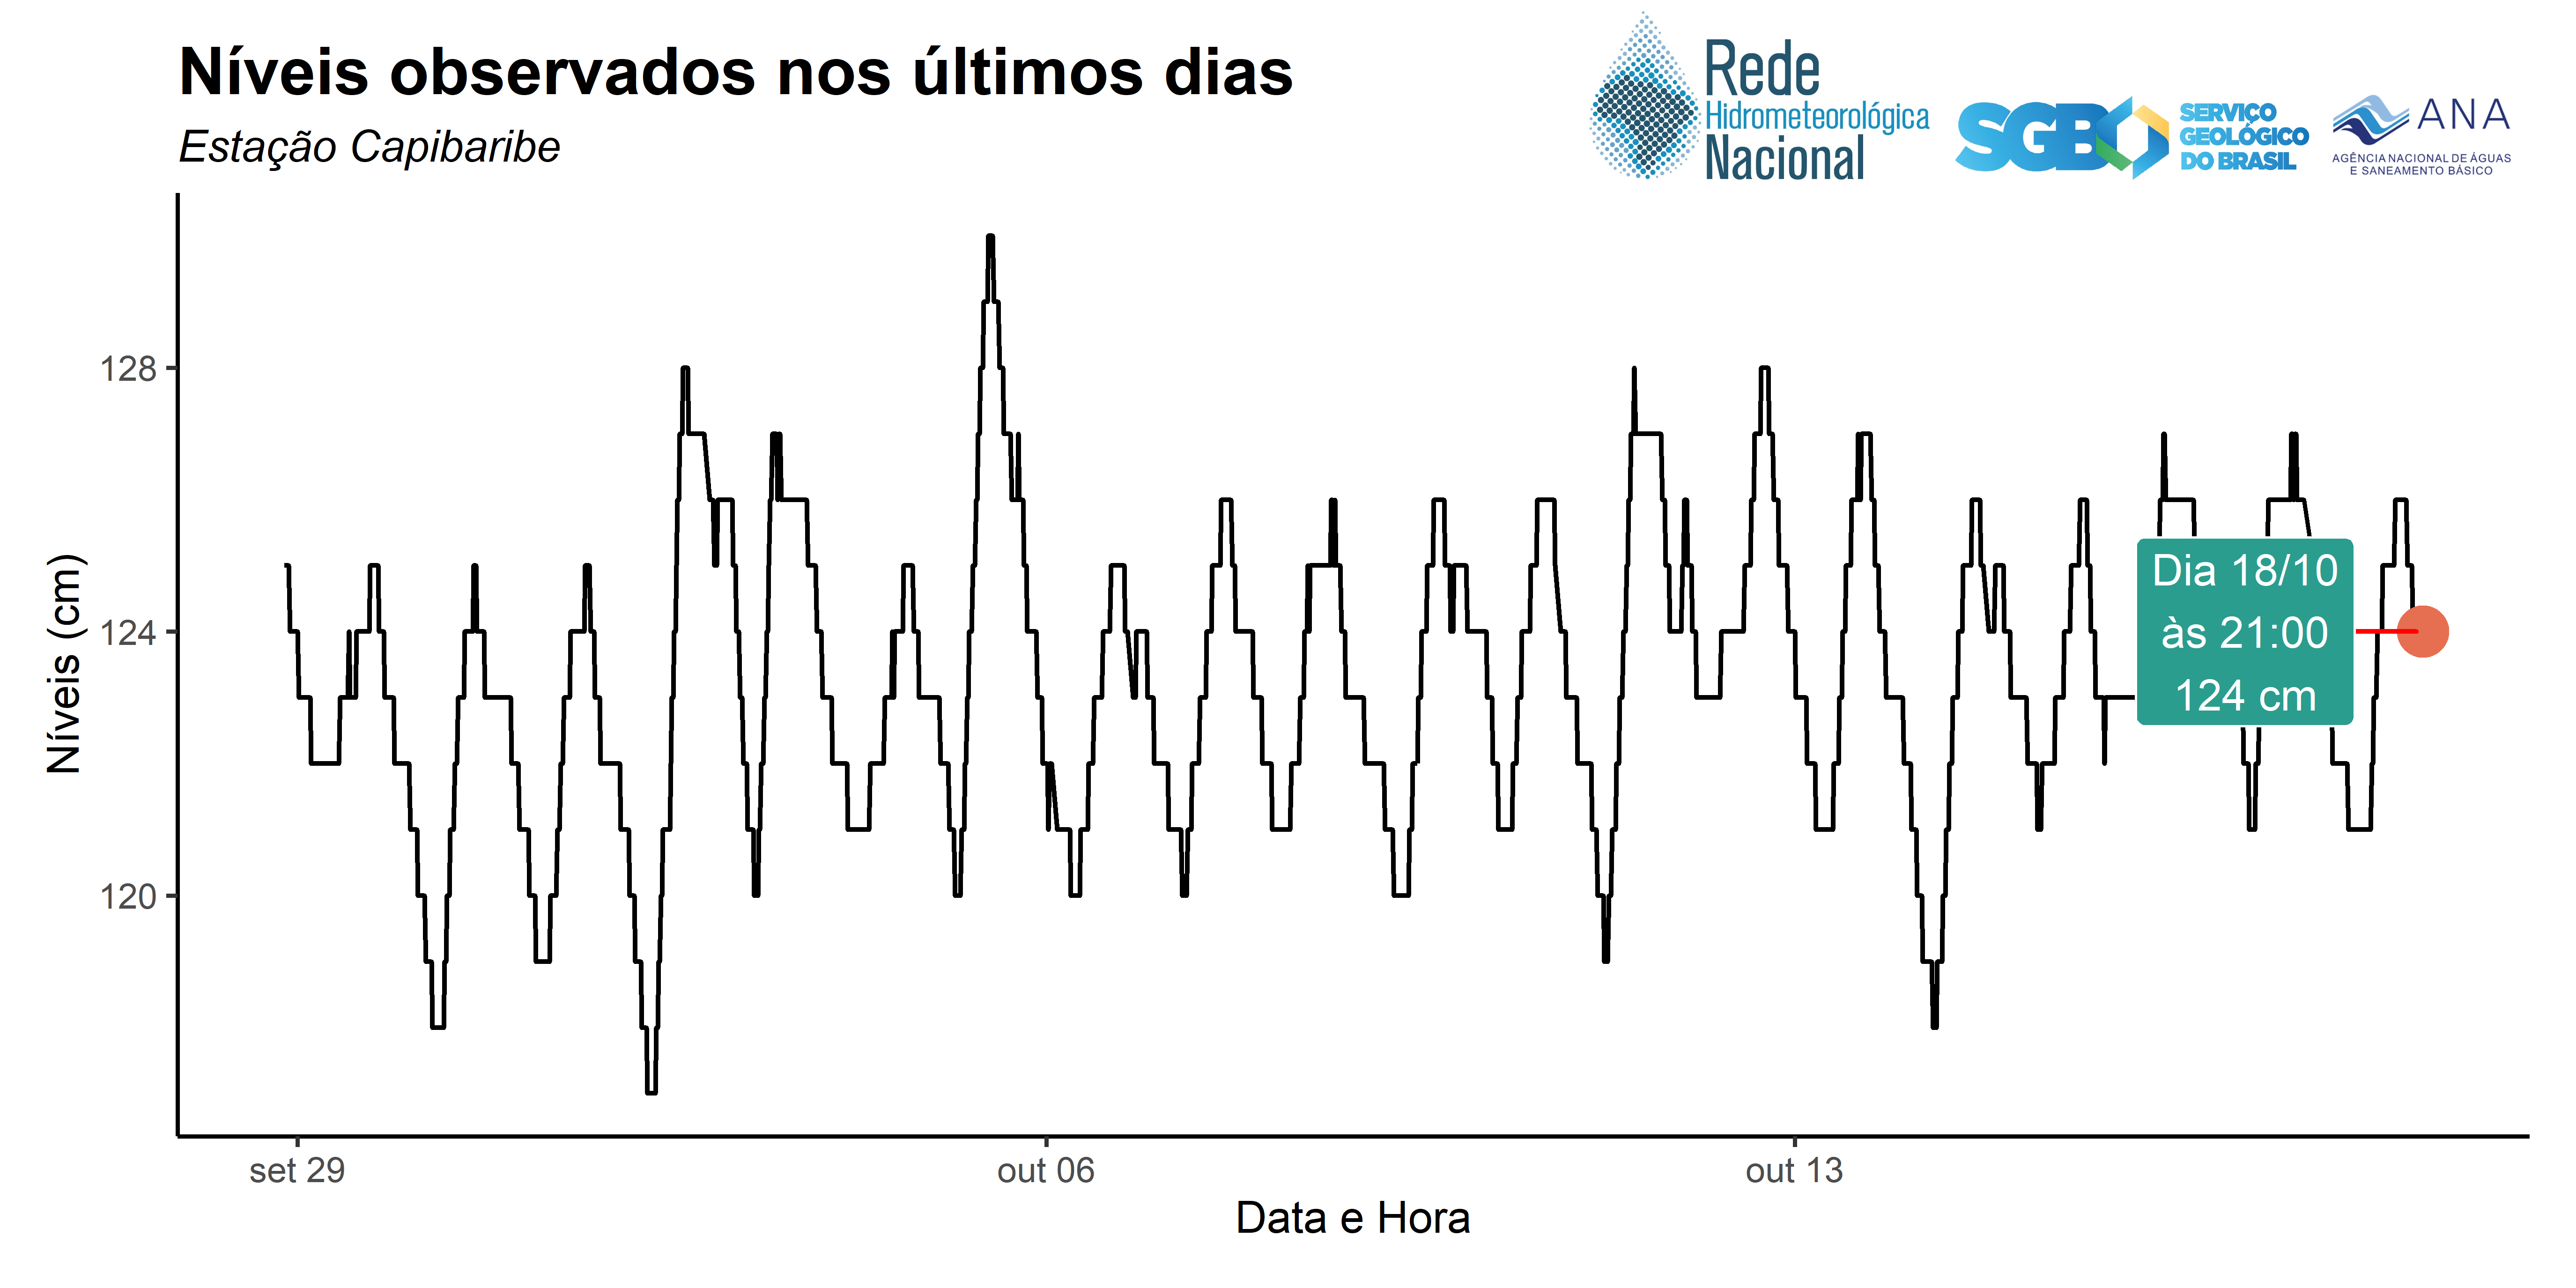 Níveis observados nos últimos dias
Estação Capibaribe
Rede
Hidrometeorológica
Nacional
SGB
SERVIÇO
GEOLÓGICO
DO BRASIL
ANA
AGÊNCIA NACIONAL DE ÁGUAS
E SANEAMENTO BÁSICO
Níveis (cm)
128
124
120
Dia 18/10
às 21:00
124 cm
set 29
out 06
out 13
Data e Hora